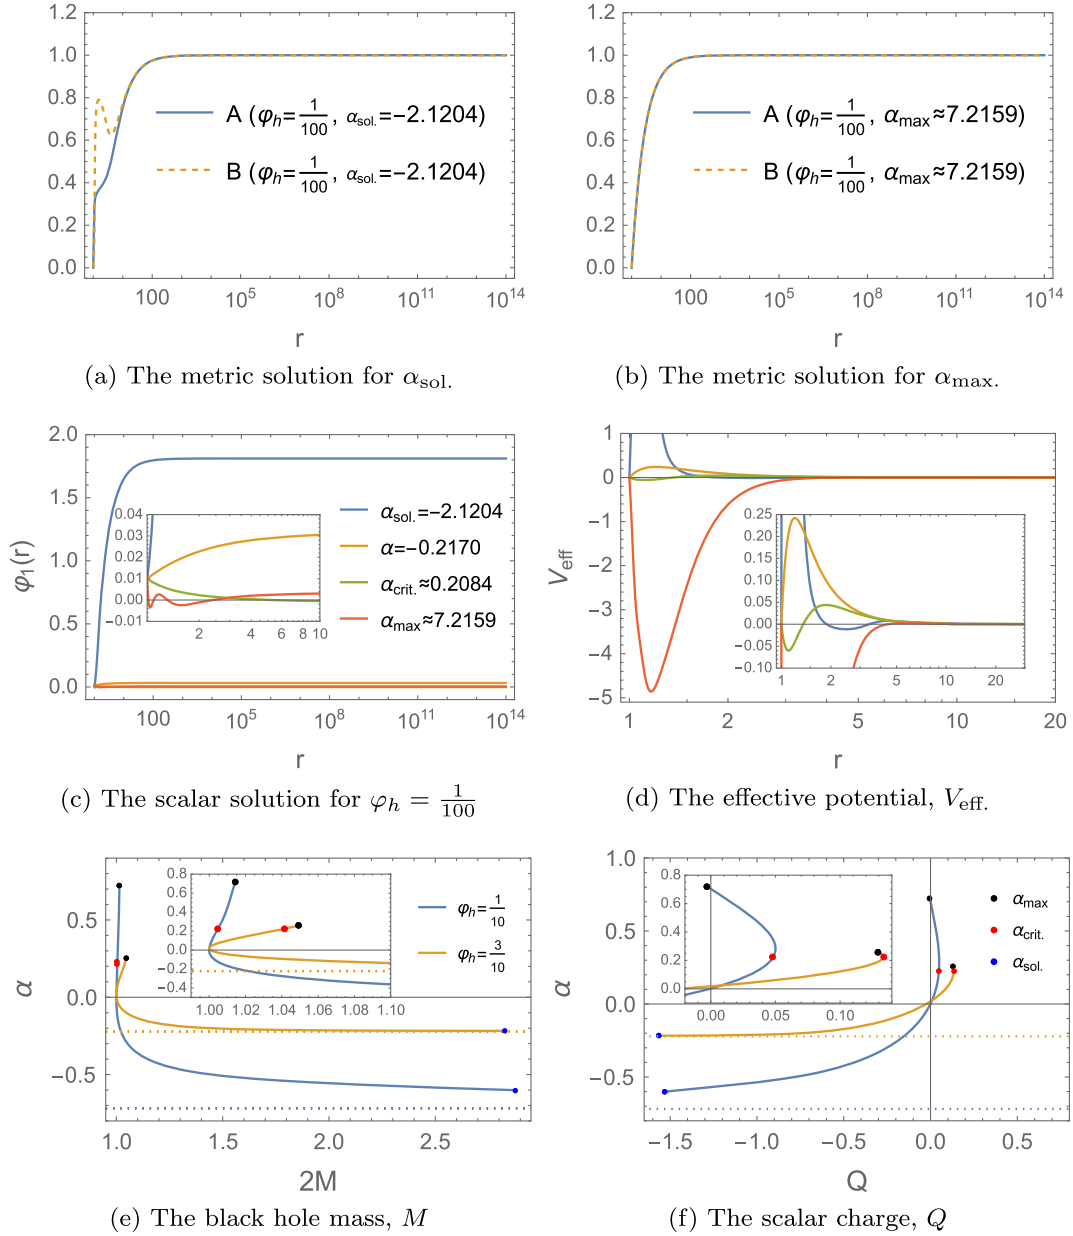 1.2
1.0
0.8
0.6
0.4
0.2
0.0
A (φh=1/100, αsol.=−2.1204)
B (φh=1/100, αsol.=−2.1204)
100 10^5 10^8 10^11 10^14
r
(a) The metric solution for αsol.
1.2
1.0
0.8
0.6
0.4
0.2
0.0
A (φh=1/100, αmax≈7.2159)
B (φh=1/100, αmax≈7.2159)
100 10^5 10^8 10^11 10^14
r
(b) The metric solution for αmax.
2.0
1.5
1.0
0.5
0.0
φ1(r)
0.04
0.03
0.02
0.01
0.00
−0.01
2 4 6 8 10
αsol.=−2.1204
α=−0.2170
αcrit.≈0.2084
αmax≈7.2159
100 10^5 10^8 10^11 10^14
r
(c) The scalar solution for φh = 1/100
1
0
−1
−2
−3
−4
−5
Veff
0.25
0.20
0.15
0.10
0.05
0.00
−0.05
−0.10
1 2 5 10 20
1 2 5 10 20
r
(d) The effective potential, Veff.
0.5
0.0
−0.5
α
0.8
0.6
0.4
0.2
0.0
−0.2
−0.4
1.00 1.02 1.04 1.06 1.08 1.10
φh=1/10
φh=3/10
1.0 1.5 2.0 2.5
2M
(e) The black hole mass, M
1.0
0.5
0.0
−0.5
α
0.8
0.6
0.4
0.2
0.0
0.00 0.05 0.10
αmax
αcrit.
αsol.
−1.5 −1.0 −0.5 0.0 0.5
Q
(f) The scalar charge, Q